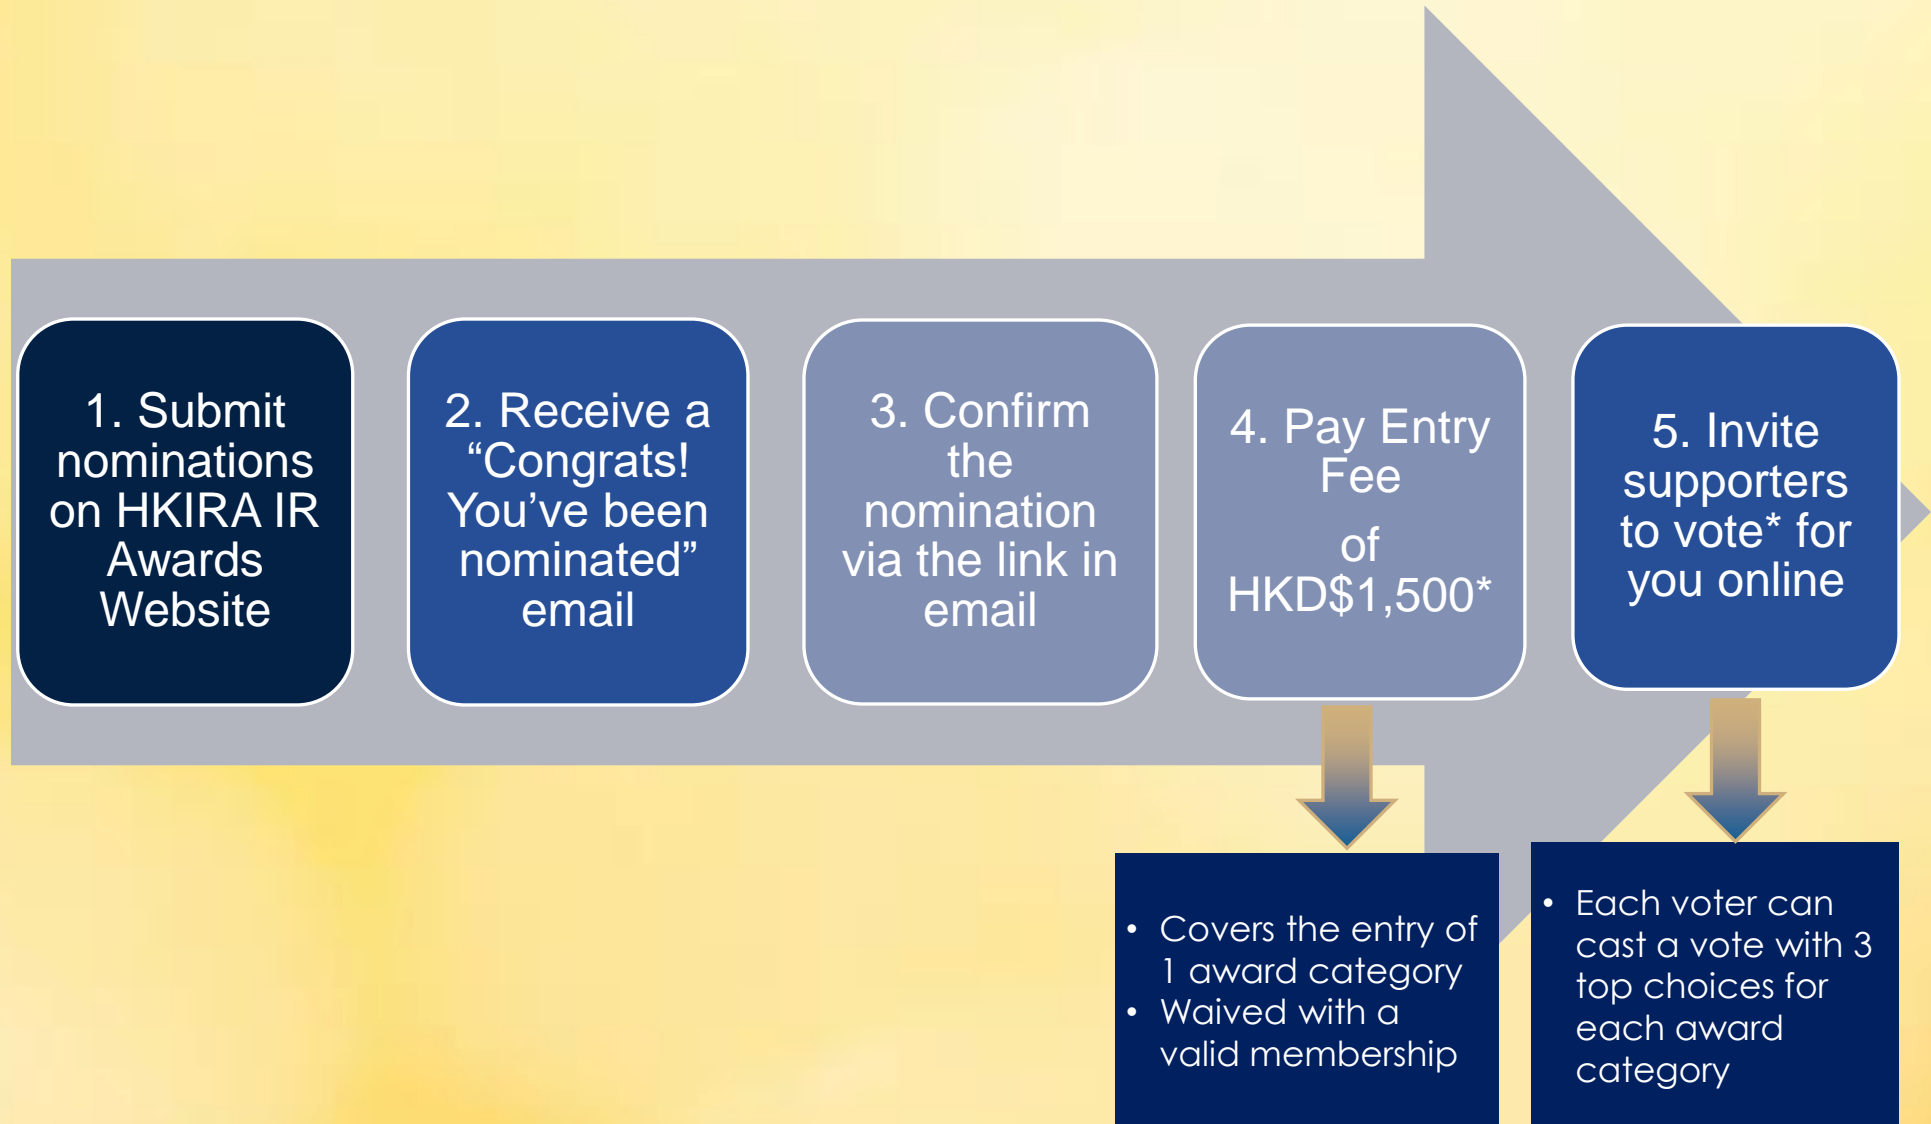 1. Submit
nominations
on HKIRA IR
Awards
Website
2. Receive a
“Congrats!
You’ve been
nominated”
email
3. Confirm
the
nomination
via the link in
email
4. Pay Entry
Fee
of
HKD$1,500*
5. Invite
supporters
to vote* for
you online
• Covers the entry of
1 award category
• Waived with a
valid membership
• Each voter can
cast a vote with 3
top choices for
each award
category